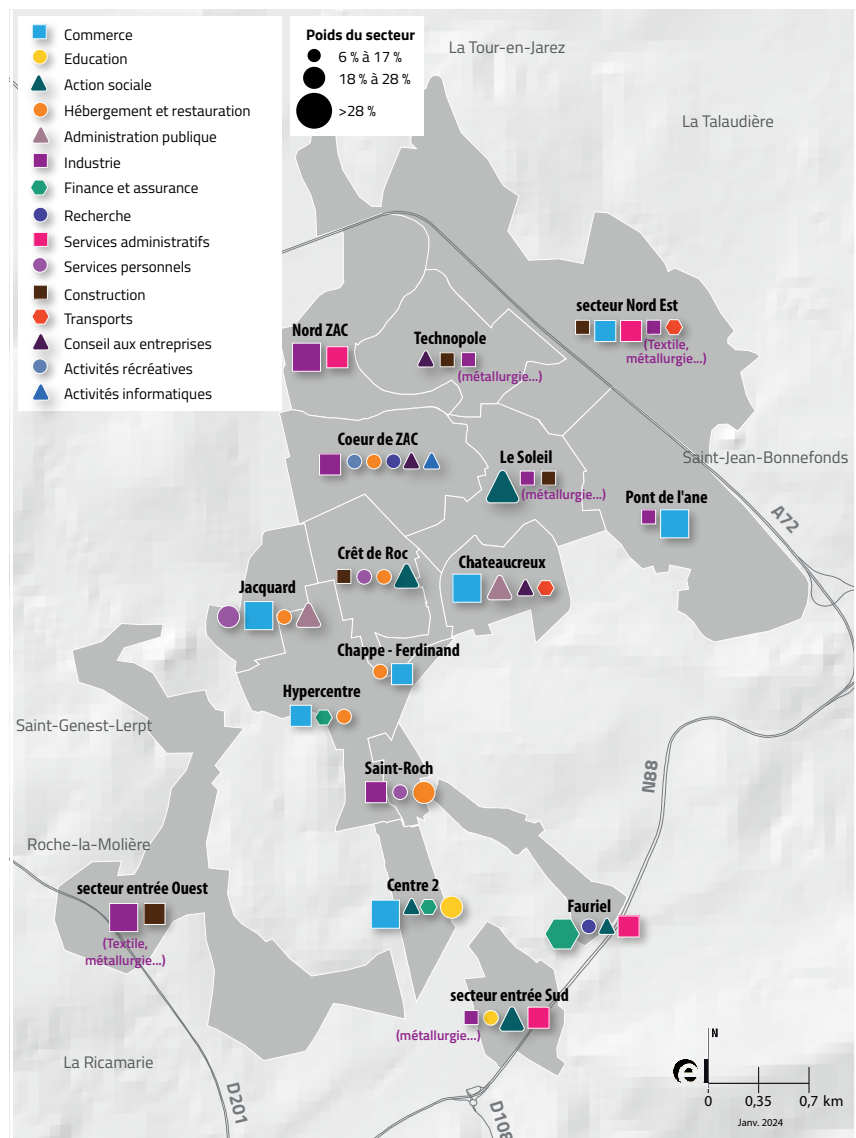 Commerce
Education
Action sociale
Hébergement et restauration
Administration publique
Industrie
Finance et assurance
Recherche
Services administratifs
Services personnels
Construction
Transports
Conseil aux entreprises
Activités récréatives
Activités informatiques
Poids du secteur
6 % à 17 %
18 % à 28 %
>28 %
La Tour-en-Jarez
La Talaudière
secteur Nord Est
(Textile,
métallurgie...)
Nord ZAC
Technopole
(métallurgie...)
Coeur de ZAC
Le Soleil
(métallurgie...)
Saint-Jean-Bonnefonds
Pont de l'ane
A72
Crêt de Roc
Chateaucreux
Jacquard
Chappe - Ferdinand
Hypercentre
Saint-Genest-Lerpt
Saint-Roch
N88
Roche-la-Molière
secteur entrée Ouest
(Textile,
métallurgie...)
Centre 2
Fauriel
secteur entrée Sud
(métallurgie...)
La Ricamarie
D201
D108
N
0 0,35 0,7 km
Janv. 2024